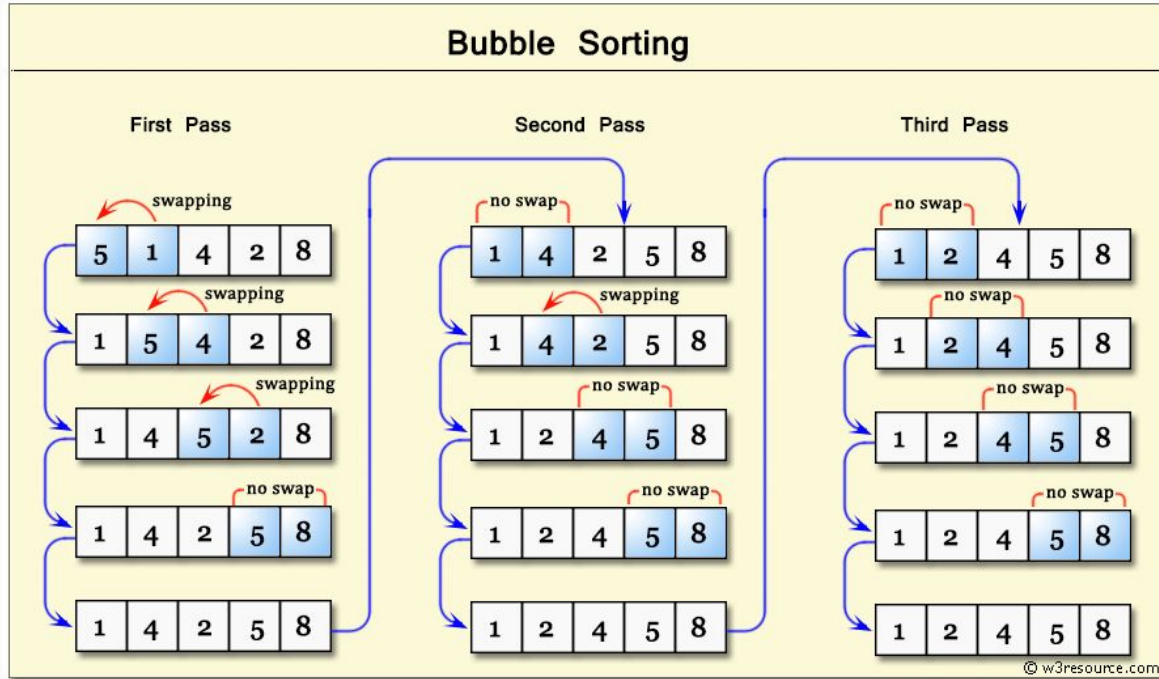 Bubble Sorting
First Pass
swapping
5 1 4 2 8
swapping
1 5 4 2 8
swapping
1 4 5 2 8
no swap
1 4 2 5 8
1 4 2 5 8
Second Pass
no swap
1 4 2 5 8
swapping
1 4 2 5 8
no swap
1 2 4 5 8
no swap
1 2 4 5 8
1 2 4 5 8
Third Pass
no swap
1 2 4 5 8
no swap
1 2 4 5 8
no swap
1 2 4 5 8
no swap
1 2 4 5 8
1 2 4 5 8
© w3resource.com